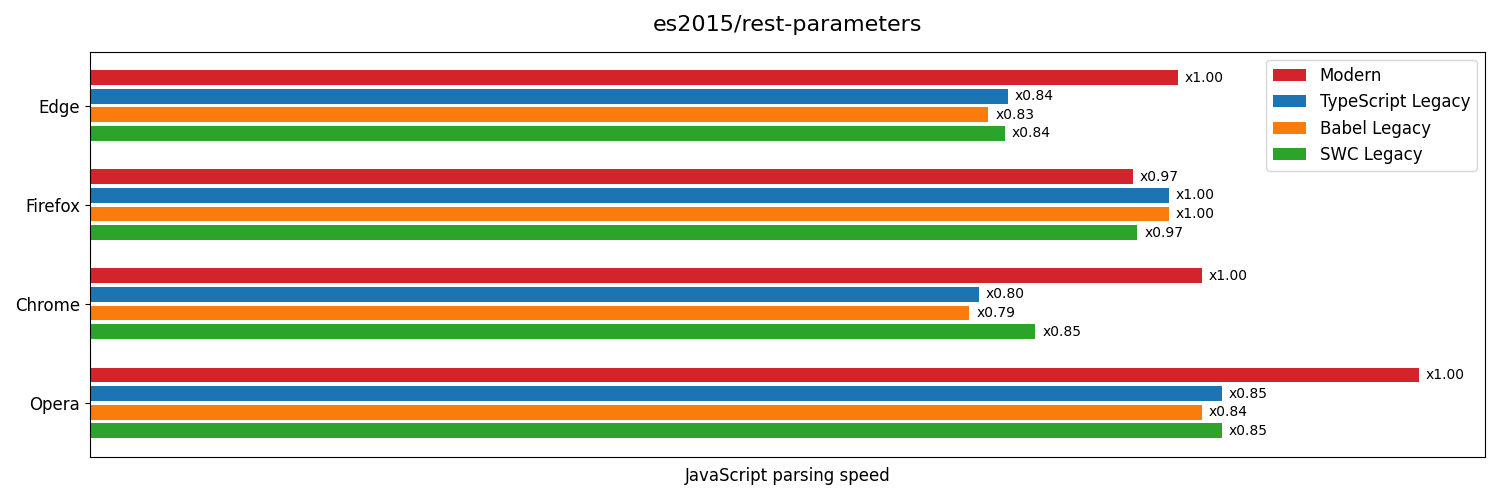 es2015/rest-parameters
Modern
TypeScript Legacy
Babel Legacy
SWC Legacy
Edge
x1.00
x0.84
x0.83
x0.84
Firefox
x0.97
x1.00
x1.00
x0.97
Chrome
x1.00
x0.80
x0.79
x0.85
Opera
x1.00
x0.85
x0.84
x0.85
JavaScript parsing speed